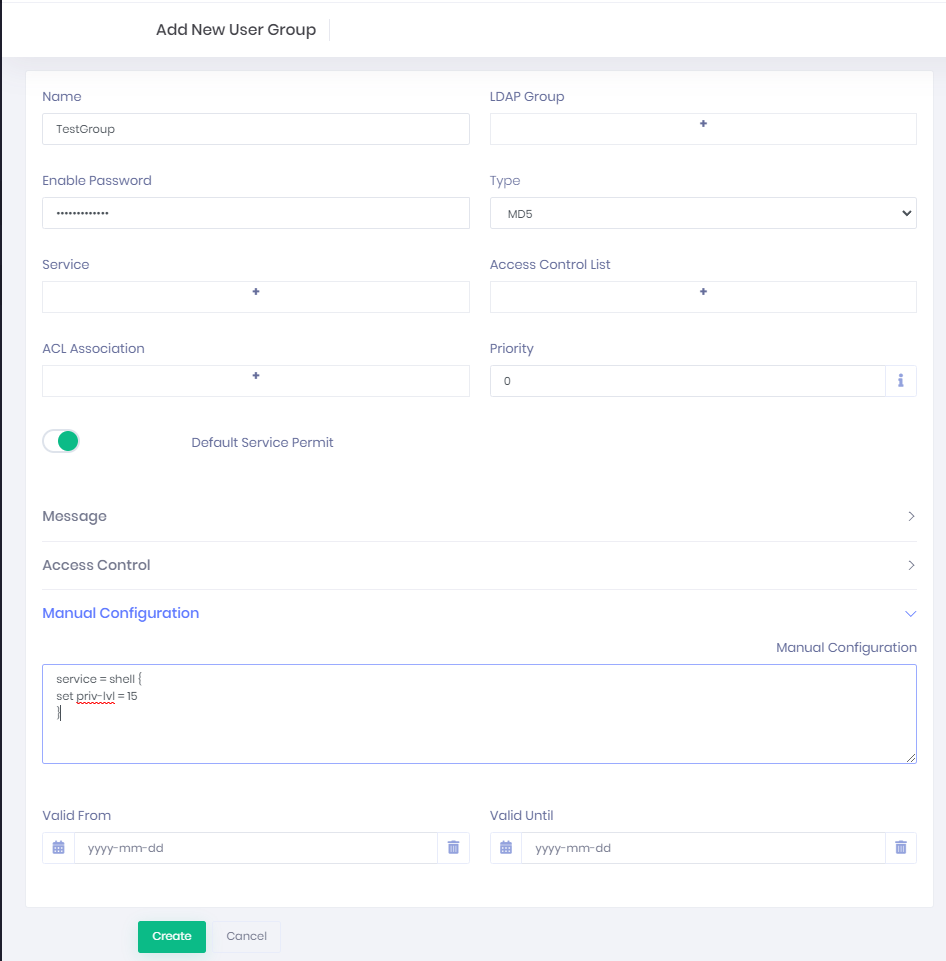 Add New User Group
Name
LDAP Group
TestGroup
+
Enable Password
Type
•••••••••••••
MD5
Service
Access Control List
+
+
ACL Association
Priority
+
0
i
Default Service Permit
Message
Access Control
Manual Configuration
Manual Configuration
service = shell {
set priv-lvl = 15
}
Valid From
Valid Until
yyyy-mm-dd
yyyy-mm-dd
Create
Cancel